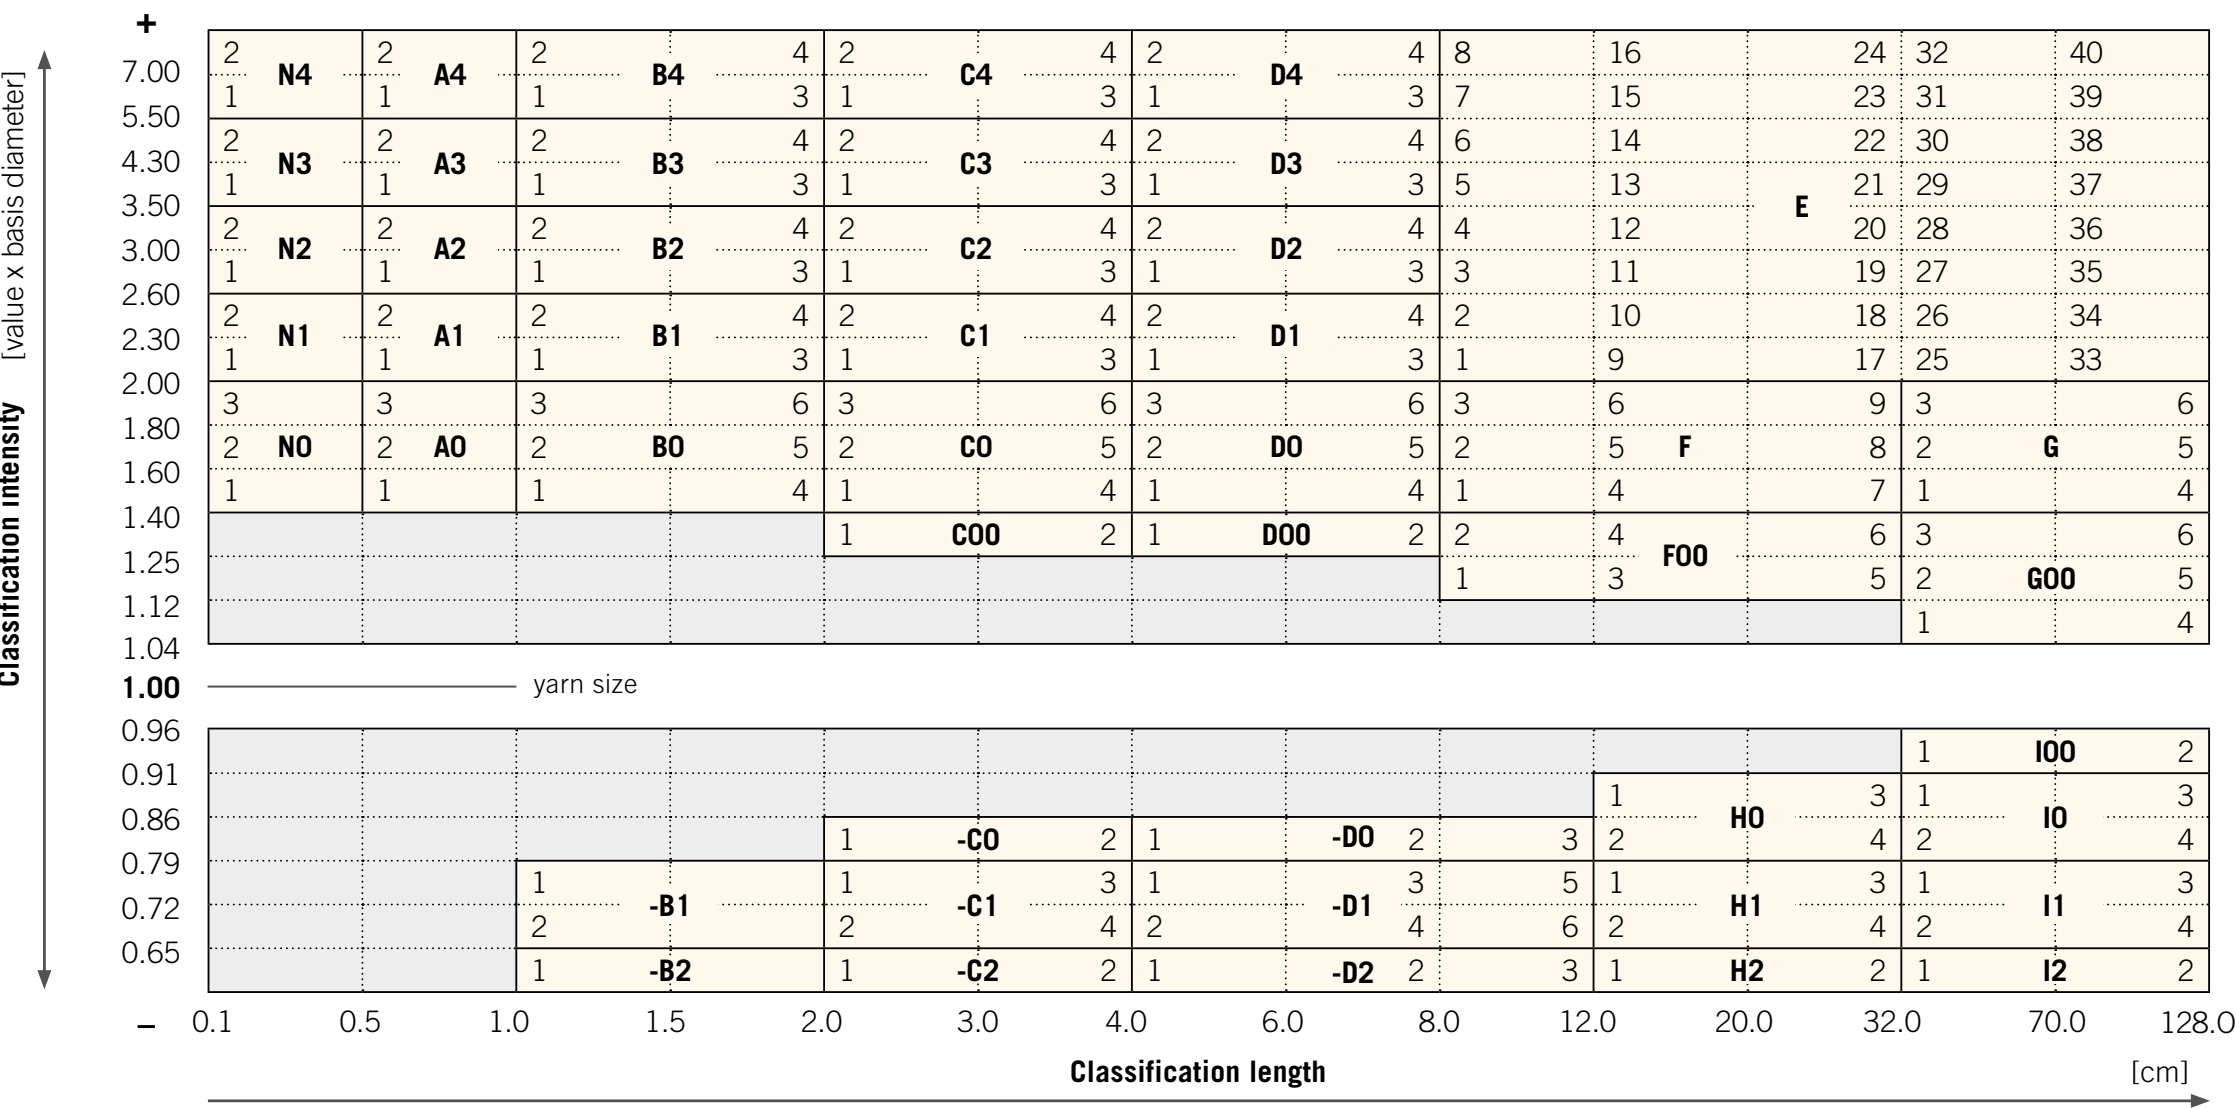 +
2 2 2 4 2 4 2 4 8 16 24 32 40
7.00 N4 A4 B4 C4 D4
1 1 1 3 1 3 1 3 7 15 23 31 39
5.50
2 2 2 4 2 4 2 4 6 14 22 30 38
4.30 N3 A3 B3 C3 D3
1 1 1 3 1 3 1 3 5 13 21 29 37
3.50 E
2 2 2 4 2 4 2 4 4 12 20 28 36
3.00 N2 A2 B2 C2 D2
1 1 1 3 1 3 1 3 3 11 19 27 35
2.60
2 2 2 4 2 4 2 4 2 10 18 26 34
2.30 N1 A1 B1 C1 D1
1 1 1 3 1 3 1 3 1 9 17 25 33
2.00
3 3 3 6 3 6 3 6 3 6 9 3 6
1.80
2 N0 2 A0 2 B0 5 2 C0 5 2 D0 5 2 5 F 8 2 G 5
1.60
1 1 1 4 1 4 1 4 1 4 7 1 4
1.40
1 C00 2 1 D00 2 2 4 6 3 6
1.25 F00
1 3 5 2 G00 5
1.12
1 4
1.04
1.00 yarn size
0.96
1 I00 2
0.91
1 3 1 3
0.86 H0 I0
1 -C0 2 1 -D0 2 3 2 4 2 4
0.79
1 1 3 1 3 5 1 3 1 3
0.72 -B1 -C1 -D1 H1 I1
2 2 4 2 4 6 2 4 2 4
0.65
1 -B2 1 -C2 2 1 -D2 2 3 1 H2 2 1 I2 2
– 0.1 0.5 1.0 1.5 2.0 3.0 4.0 6.0 8.0 12.0 20.0 32.0 70.0 128.0
Classification length [cm]
Classification intensity [value x basis diameter]